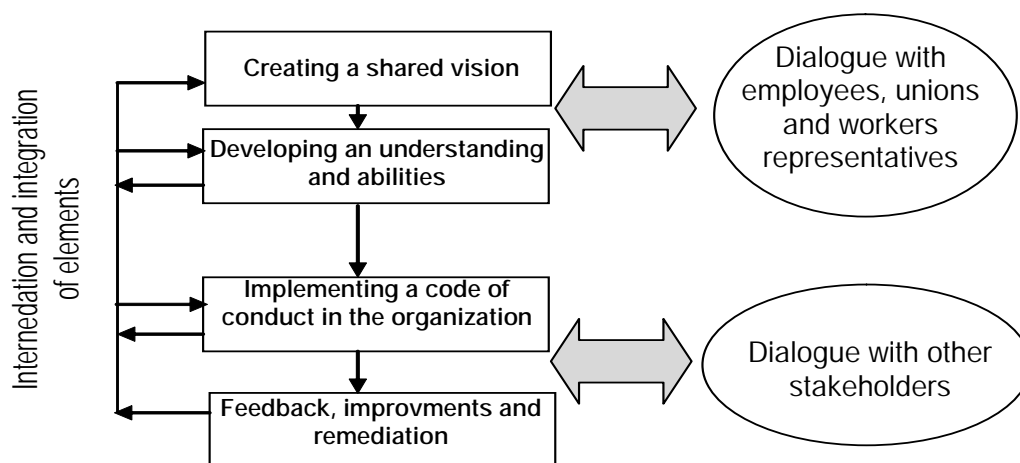 Internedation and integration
of elements
Creating a shared vision
Developing an understanding
and abilities
Implementing a code of
conduct in the organization
Feedback, improvments and
remediation
Dialogue with
employees, unions
and workers
representatives
Dialogue with other
stakeholders